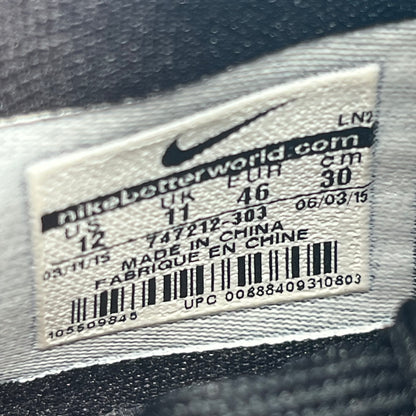 LN2
nikebetterworld.com
US UK EUR cm
12 11 46 30
03/11/15 747212-303 06/03/15
MADE IN CHINA
FABRIQUE EN CHINE
105509845 UPC 00888409310803